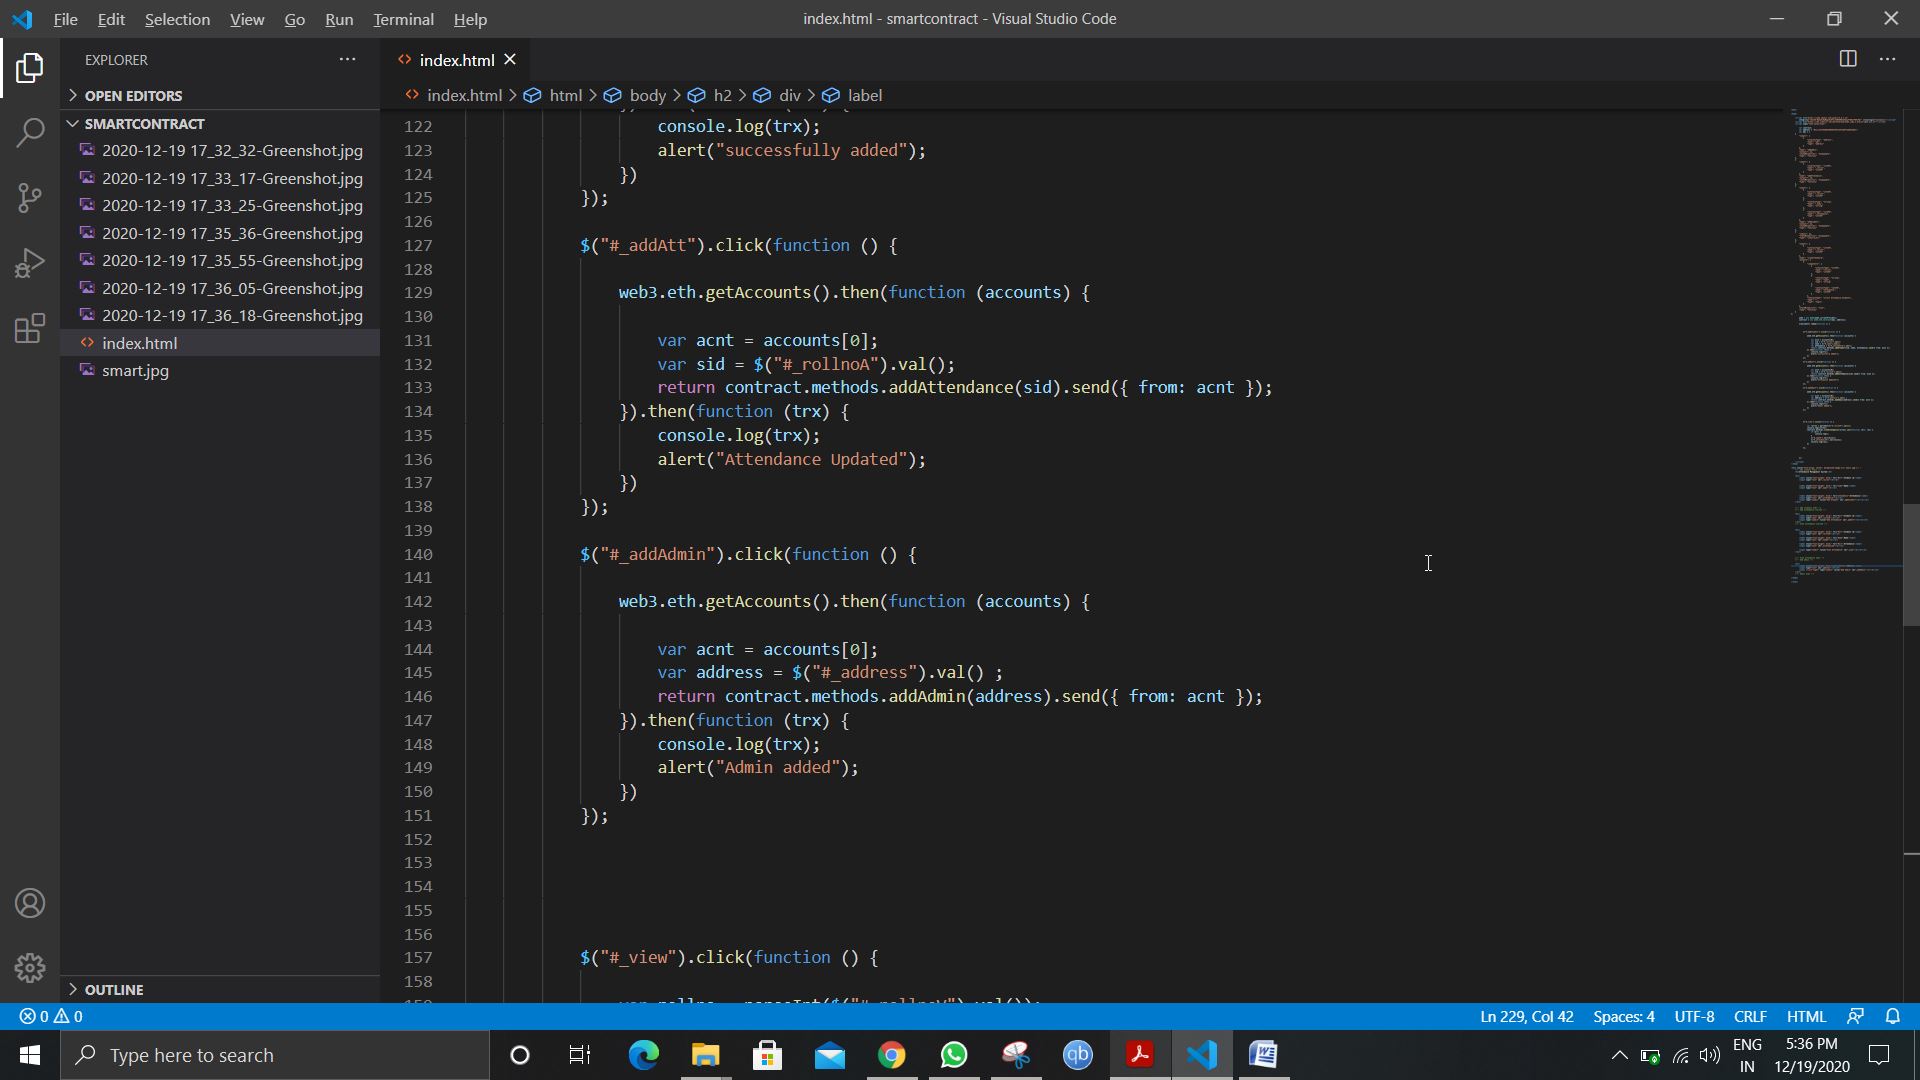 File Edit Selection View Go Run Terminal Help
index.html - smartcontract - Visual Studio Code
EXPLORER
OPEN EDITORS
SMARTCONTRACT
2020-12-19 17_32_32-Greenshot.jpg
2020-12-19 17_33_17-Greenshot.jpg
2020-12-19 17_33_25-Greenshot.jpg
2020-12-19 17_35_36-Greenshot.jpg
2020-12-19 17_35_55-Greenshot.jpg
2020-12-19 17_36_05-Greenshot.jpg
2020-12-19 17_36_18-Greenshot.jpg
index.html
smart.jpg
OUTLINE
index.html
index.html > html > body > h2 > div > label
122 console.log(trx);
123 alert("successfully added");
124 })
125 });
126
127 $("#_addAtt").click(function () {
128
129 web3.eth.getAccounts().then(function (accounts) {
130
131 var acnt = accounts[0];
132 var sid = $("#_rollnoA").val();
133 return contract.methods.addAttendance(sid).send({ from: acnt });
134 }).then(function (trx) {
135 console.log(trx);
136 alert("Attendance Updated");
137 })
138 });
139
140 $("#_addAdmin").click(function () {
141
142 web3.eth.getAccounts().then(function (accounts) {
143
144 var acnt = accounts[0];
145 var address = $("#_address").val() ;
146 return contract.methods.addAdmin(address).send({ from: acnt });
147 }).then(function (trx) {
148 console.log(trx);
149 alert("Admin added");
150 })
151 });
152
153
154
155
156
157 $("#_view").click(function () {
158
0 0
Ln 229, Col 42 Spaces: 4 UTF-8 CRLF HTML
Type here to search
qb
ENG
IN
5:36 PM
12/19/2020